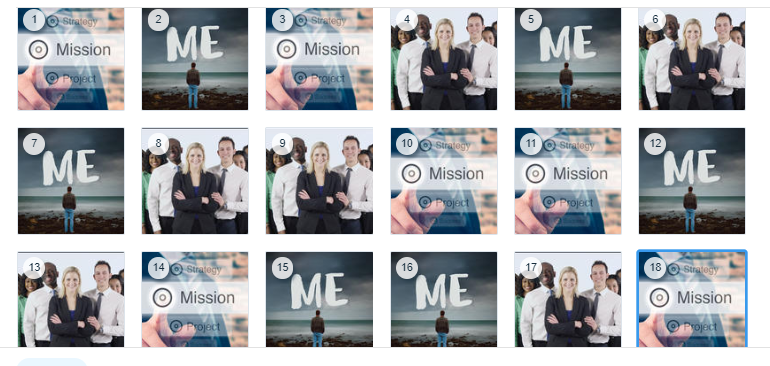 1 Strategy
Mission
Project
2
ME
3 Strategy
Mission
Project
4
5
ME
6
7
ME
8
9
10 Strategy
Mission
Project
11 Strategy
Mission
Project
12
ME
13
14 Strategy
Mission
Project
15
ME
16
ME
17
18 Strategy
Mission
Project